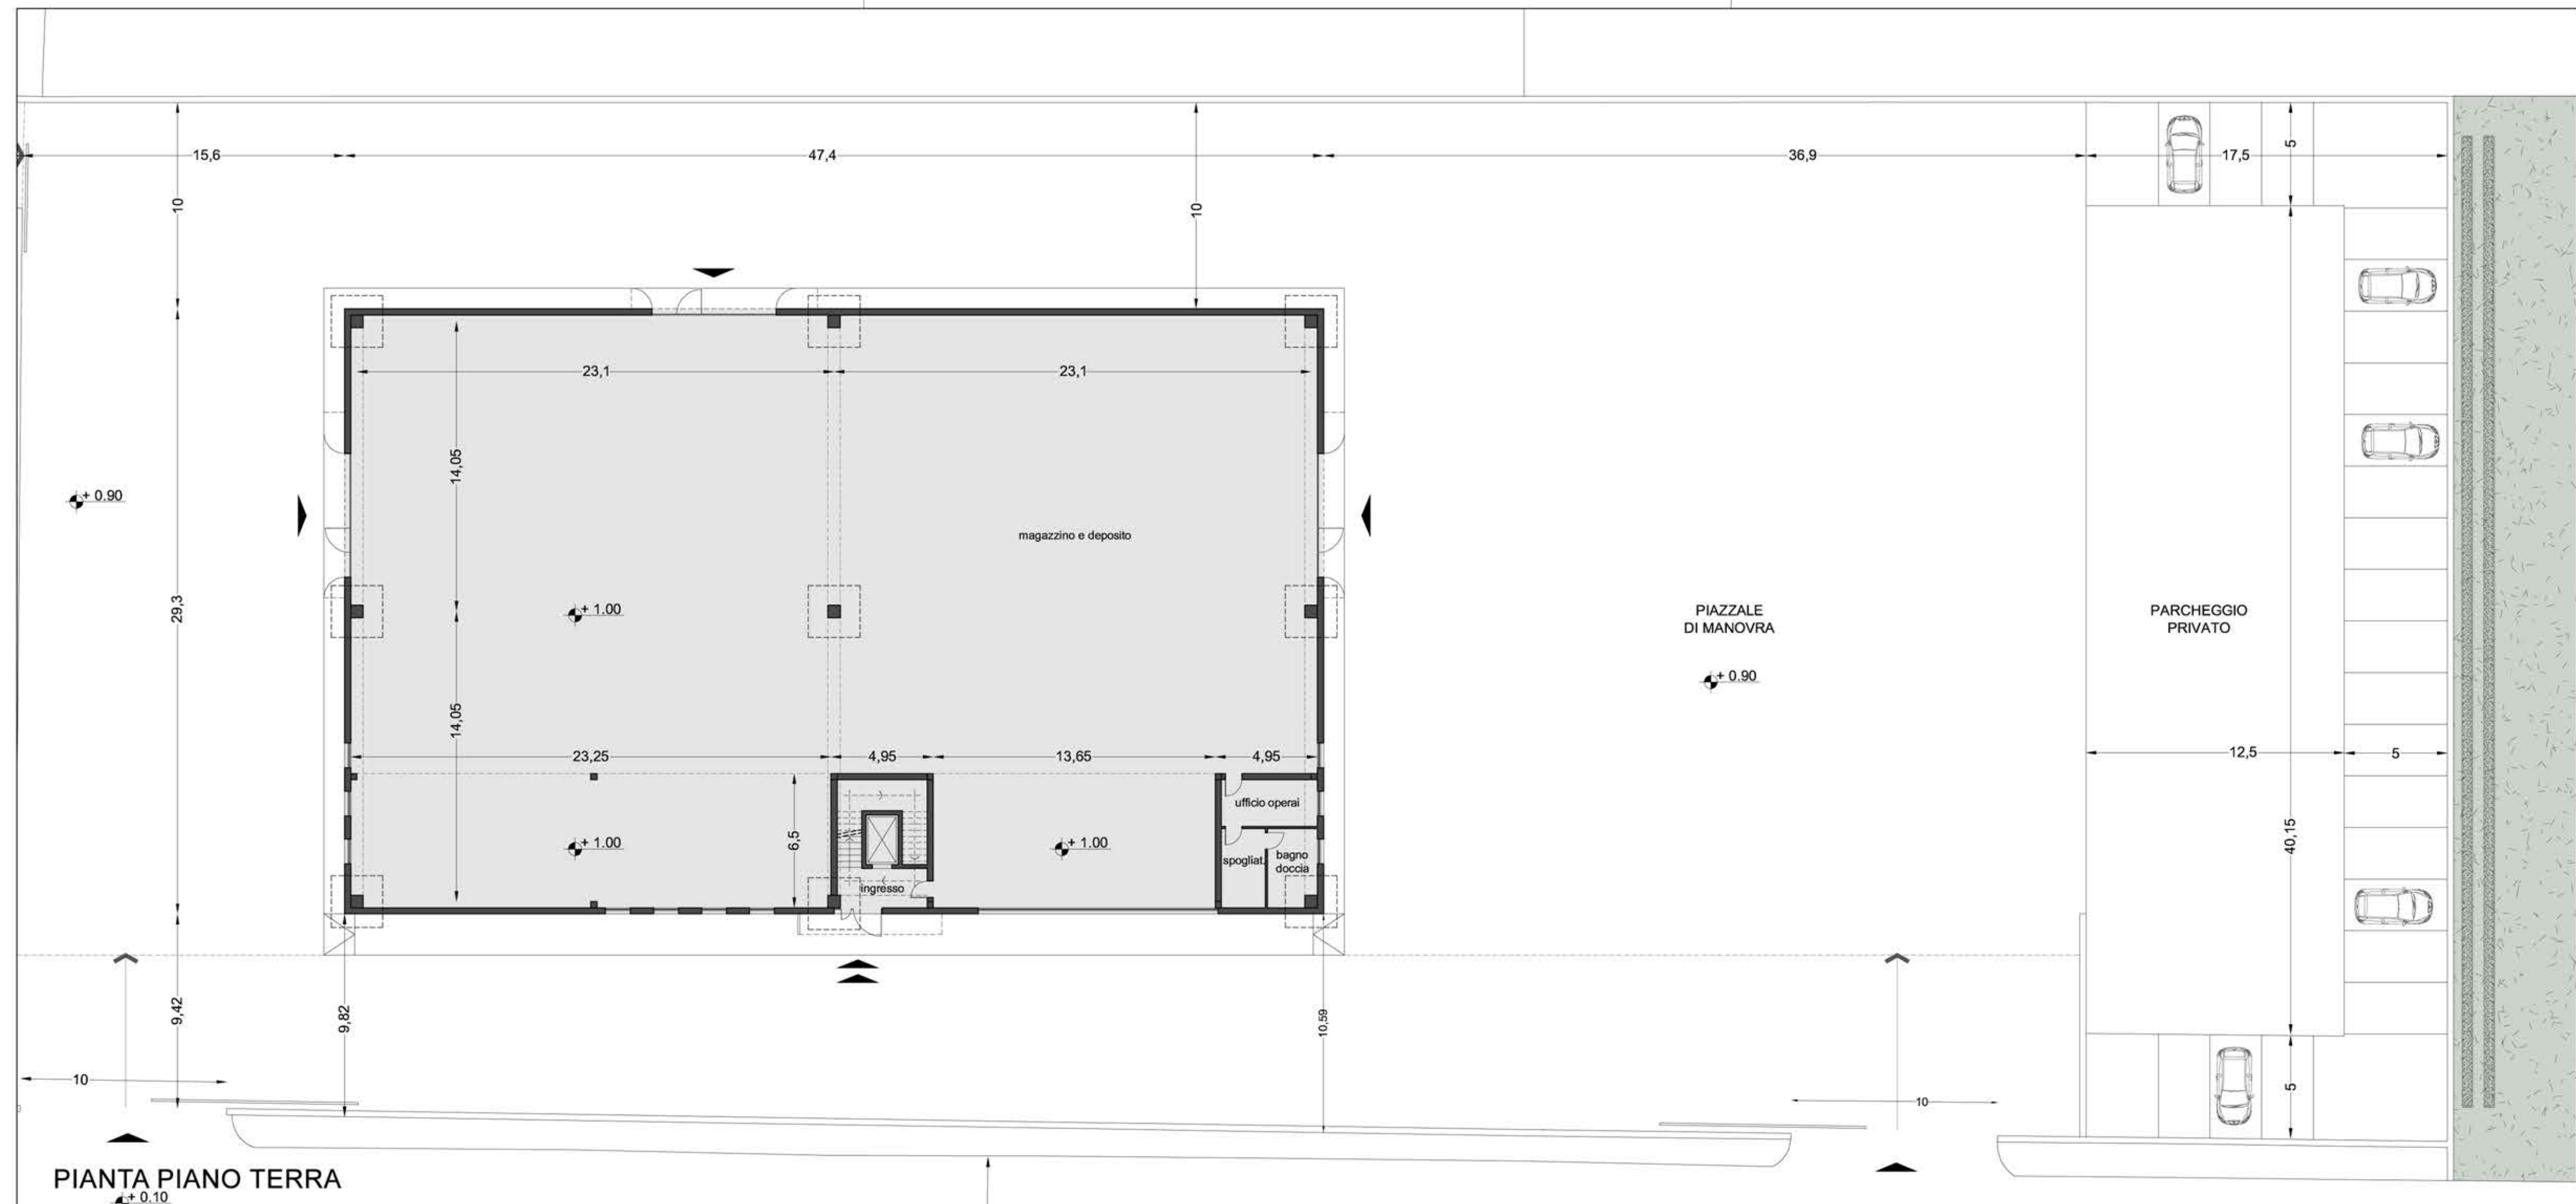 15,6
47,4
36,9
17,5
5
10
10
23,1
23,1
14,05
+ 0.90
magazzino e deposito
29,3
+ 1.00
PIAZZALE
DI MANOVRA
PARCHEGGIO
PRIVATO
+ 0.90
14,05
23,25
4,95
13,65
4,95
12,5
5
ufficio operai
6,5
+ 1.00
+ 1.00
40,15
spogliat.
bagno
doccia
ingresso
9,42
9,82
10,59
10
10
5
PIANTA PIANO TERRA
+ 0.10